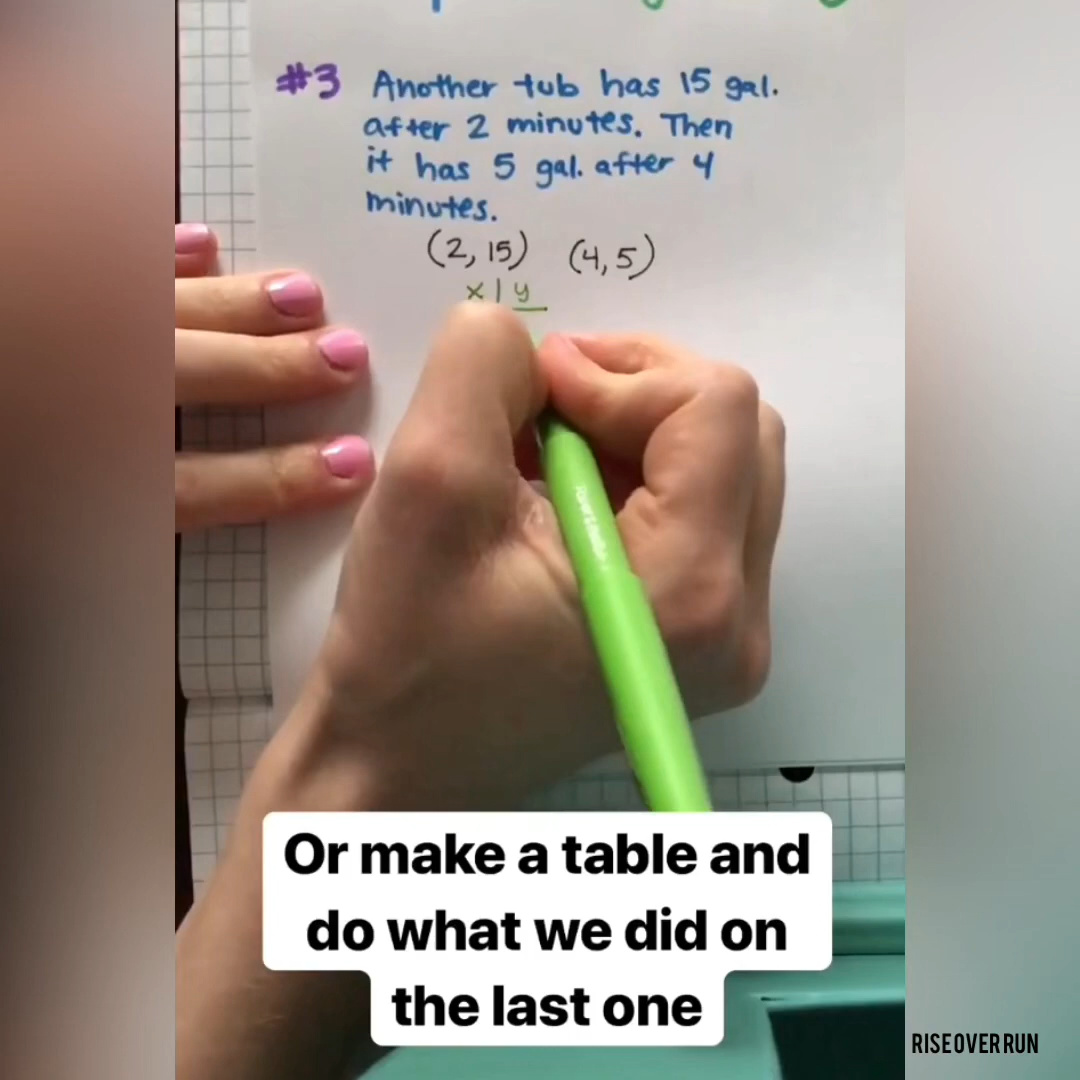 #3 Another tub has 15 gal.
after 2 minutes. Then
it has 5 gal. after 4
minutes.
(2, 15) (4, 5)
x | y
Or make a table and
do what we did on
the last one
RISE OVER RUN